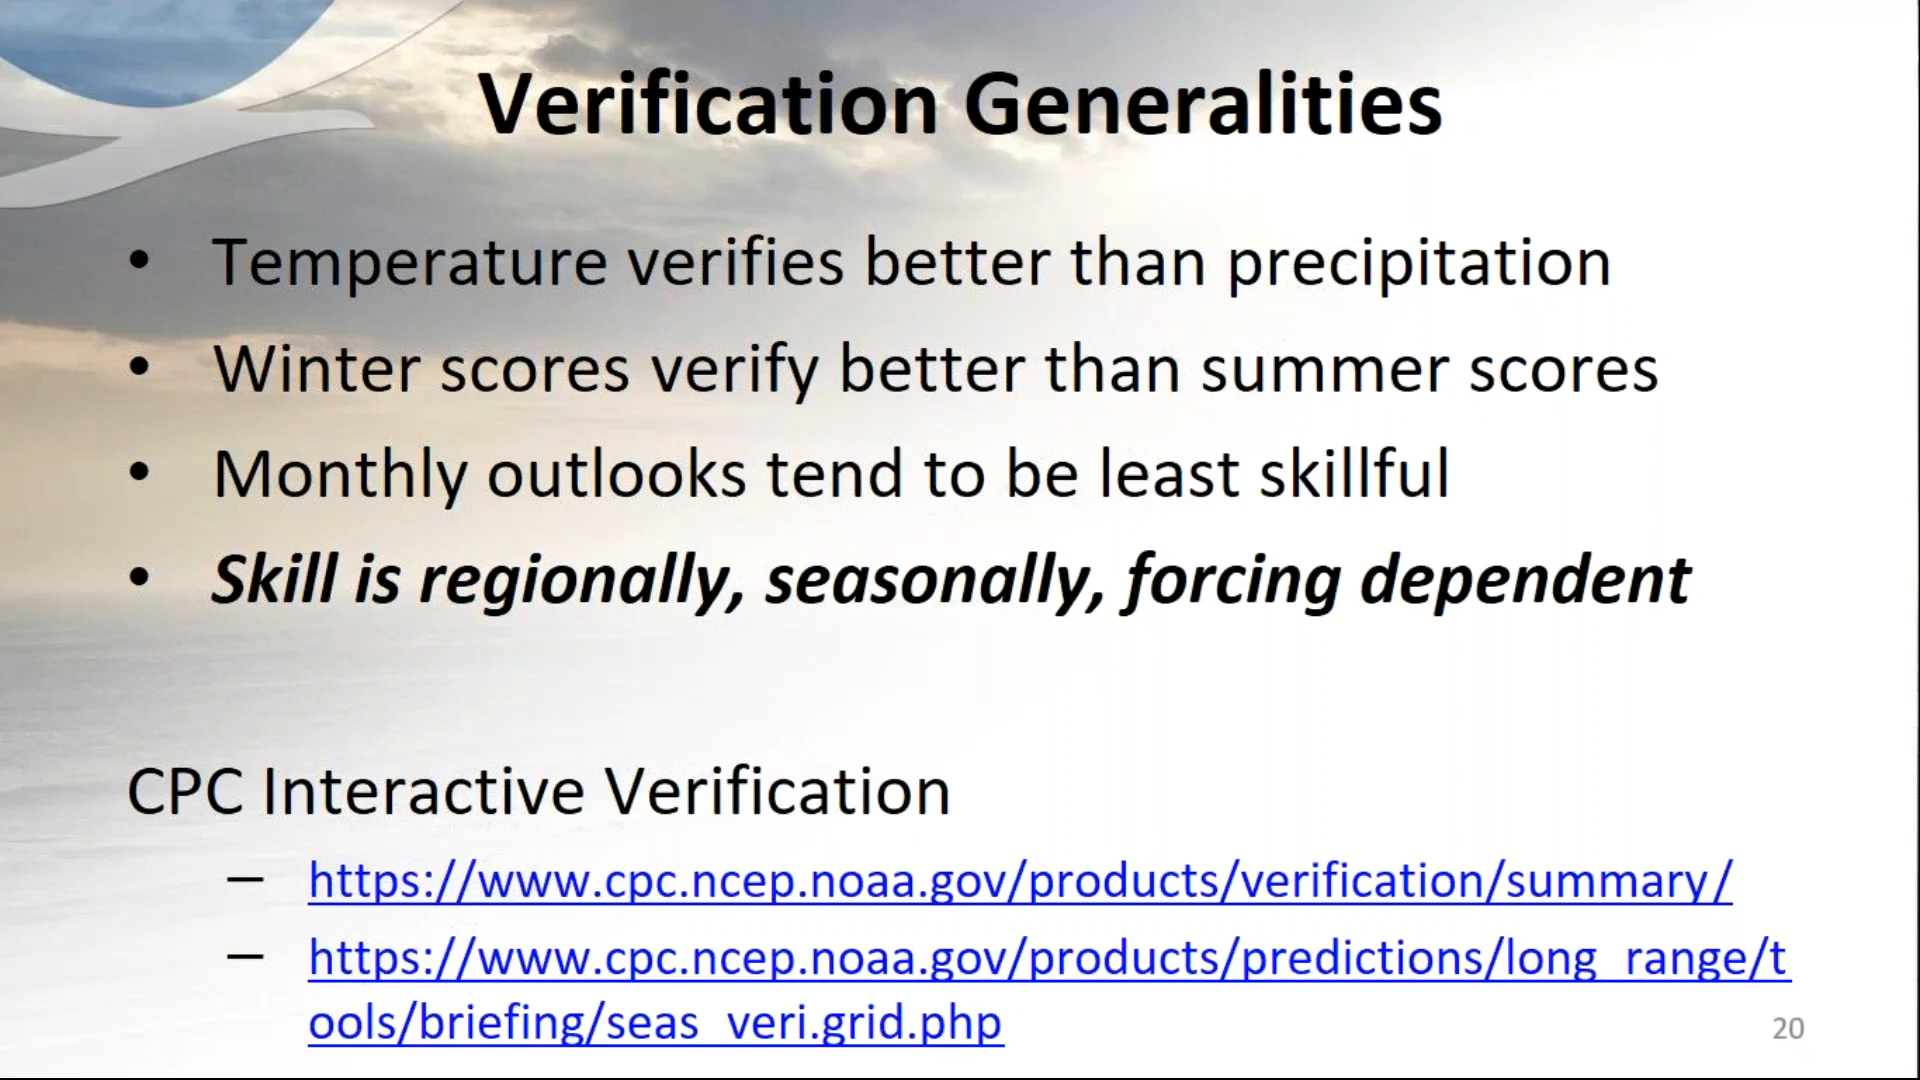 Verification Generalities
• Temperature verifies better than precipitation
• Winter scores verify better than summer scores
• Monthly outlooks tend to be least skillful
• Skill is regionally, seasonally, forcing dependent
CPC Interactive Verification
– https://www.cpc.ncep.noaa.gov/products/verification/summary/
– https://www.cpc.ncep.noaa.gov/products/predictions/long_range/t
ools/briefing/seas_veri.grid.php
20